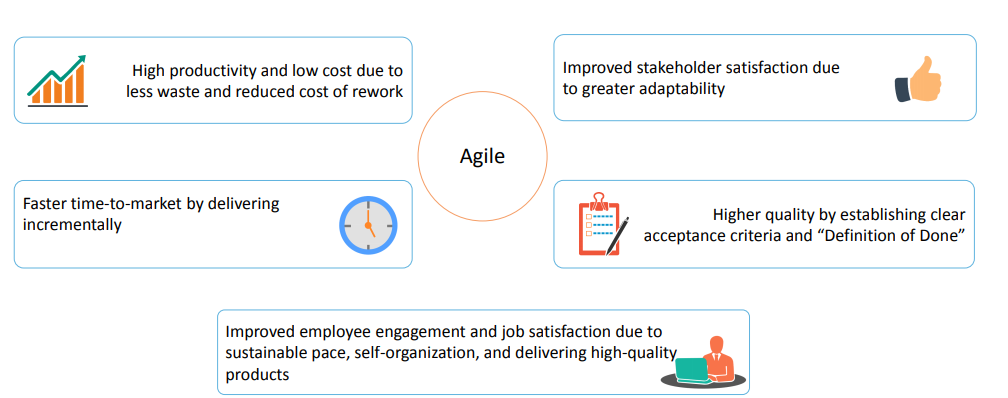 High productivity and low cost due to
less waste and reduced cost of rework
Improved stakeholder satisfaction due
to greater adaptability
Agile
Faster time-to-market by delivering
incrementally
Higher quality by establishing clear
acceptance criteria and “Definition of Done”
Improved employee engagement and job satisfaction due to
sustainable pace, self-organization, and delivering high-quality
products